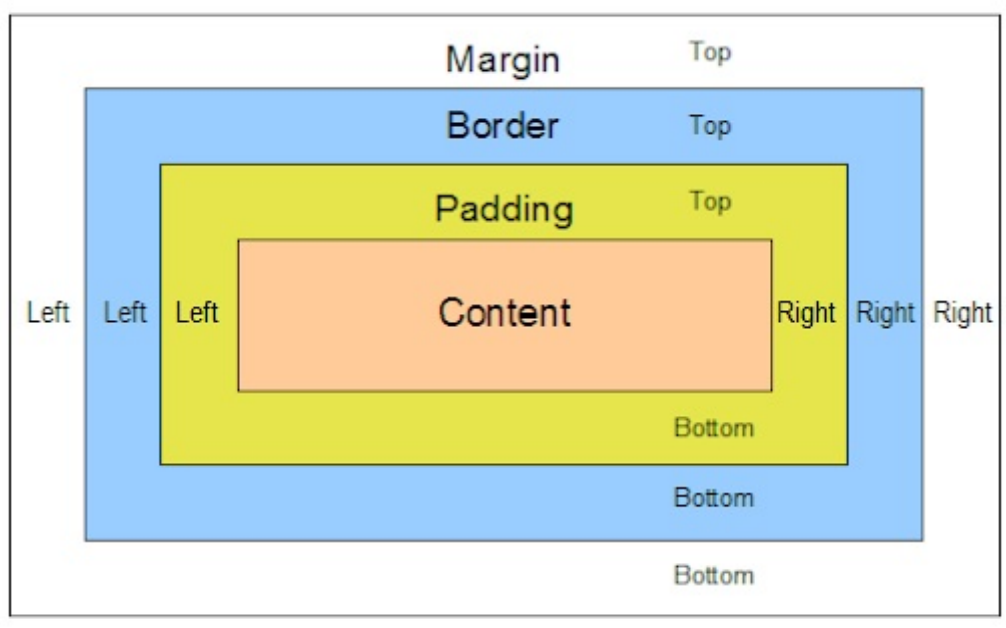 Margin Top
Border Top
Padding Top
Left Left Left Content Right Right Right
Bottom
Bottom
Bottom